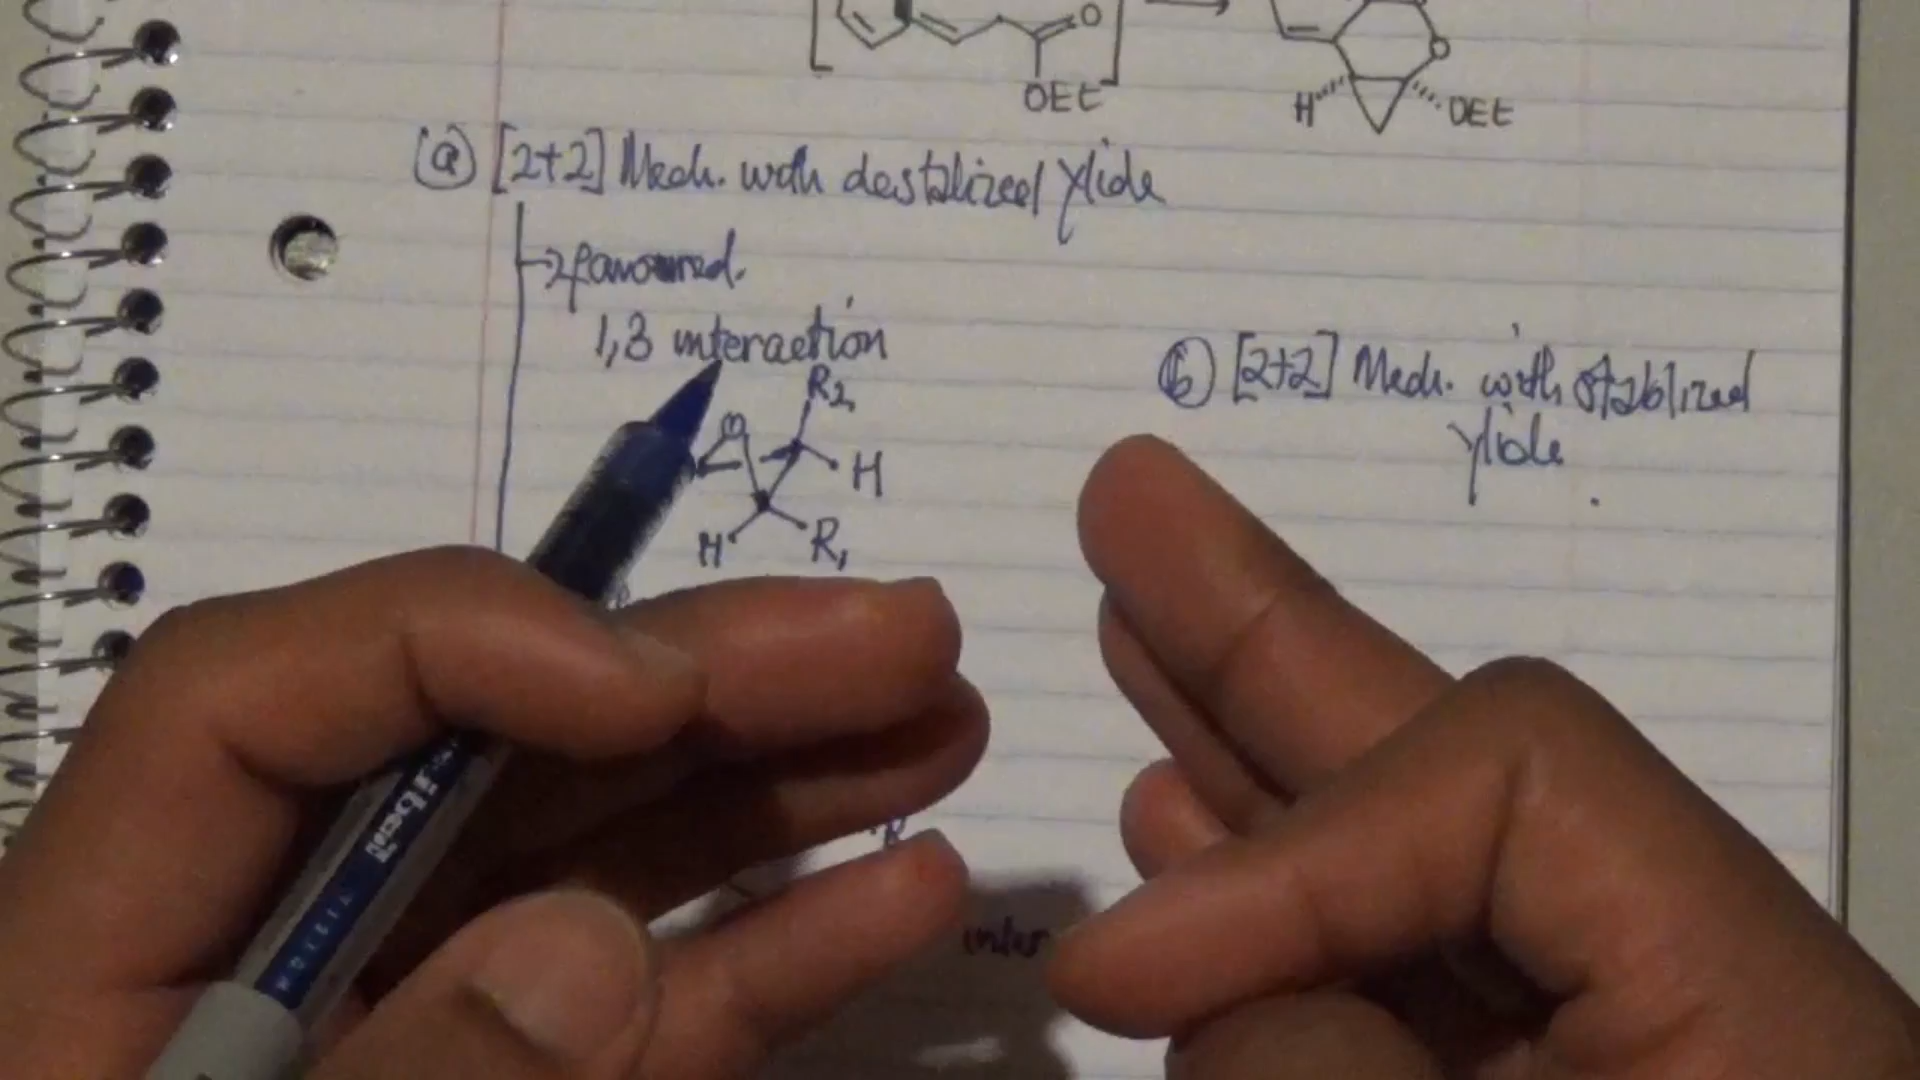 O
OEt
O
H
OEt
(a) [2+2] Mech. with destalized Ylide
favoured.
1,3 interaction
R2
H
H
R1
(b) [2+2] Mech. with stablized
Ylide
R